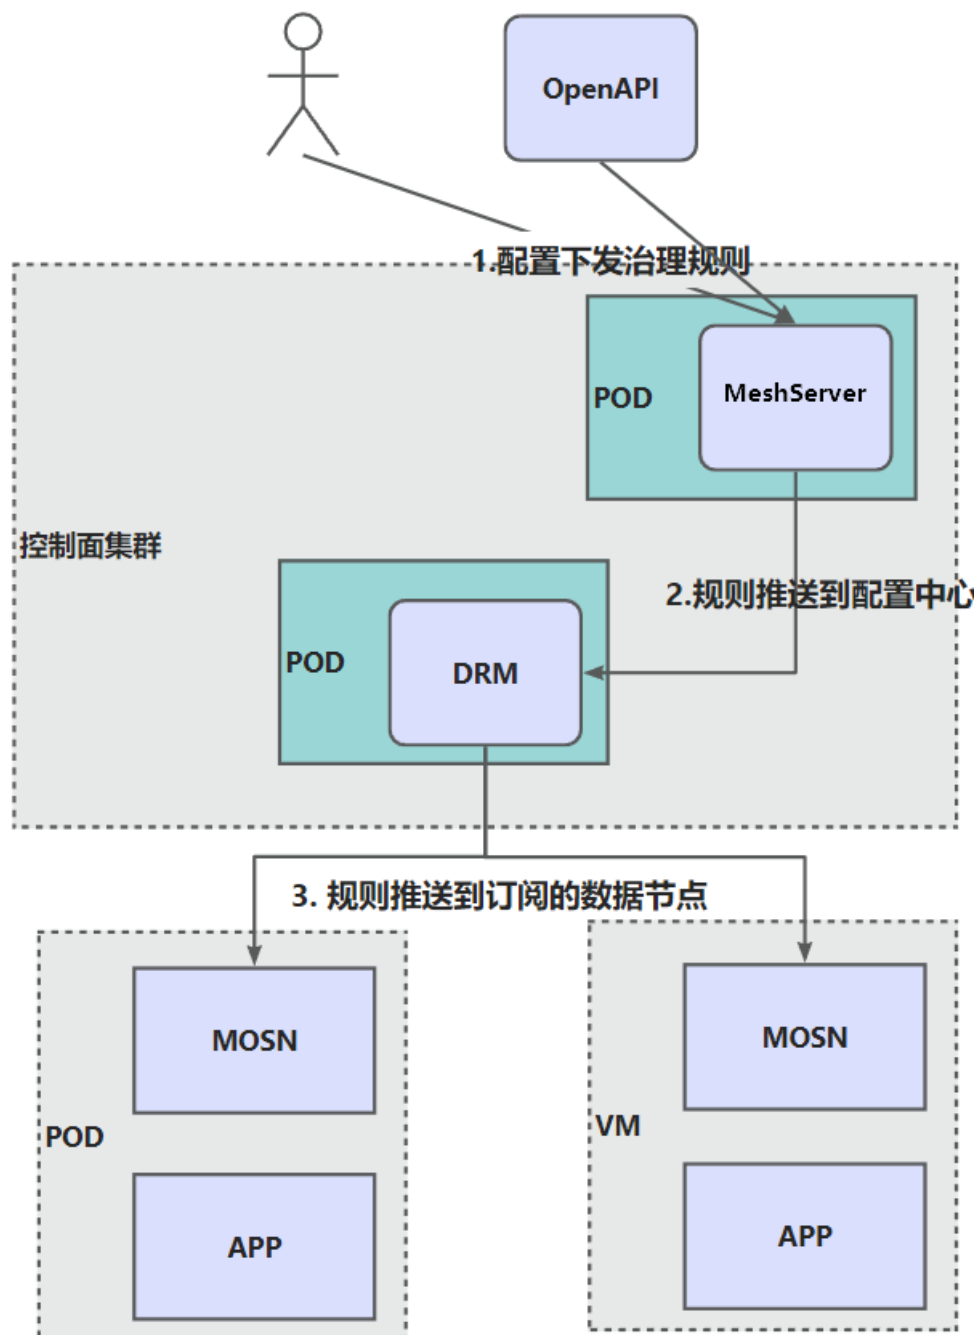 OpenAPI
1.配置下发治理规则
POD
MeshServer
控制面集群
2.规则推送到配置中心
POD
DRM
3. 规则推送到订阅的数据节点
MOSN
MOSN
POD
VM
APP
APP